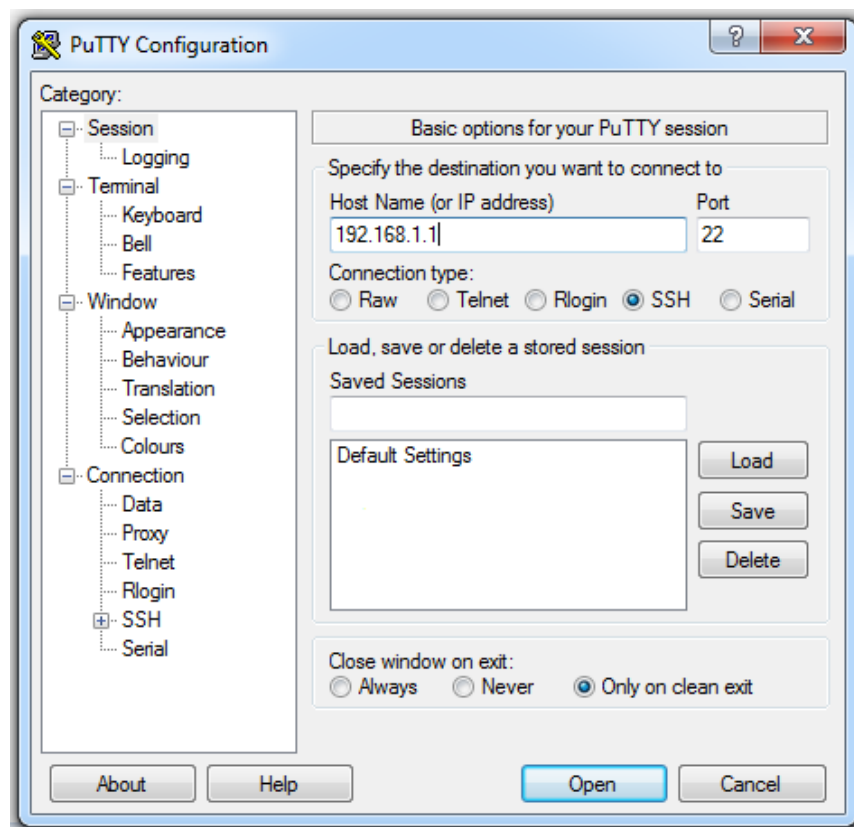 PuTTY Configuration
?
X
Category:
Session
Logging
Terminal
Keyboard
Bell
Features
Window
Appearance
Behaviour
Translation
Selection
Colours
Connection
Data
Proxy
Telnet
Rlogin
SSH
Serial
Basic options for your PuTTY session
Specify the destination you want to connect to
Host Name (or IP address) Port
192.168.1.1 22
Connection type:
Raw Telnet Rlogin SSH Serial
Load, save or delete a stored session
Saved Sessions
Default Settings
Load
Save
Delete
Close window on exit:
Always Never Only on clean exit
About Help Open Cancel